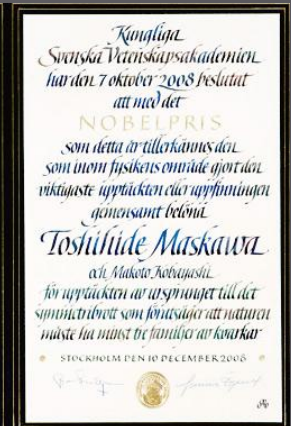 Kungliga
Svenska Vetenskapsakademien
har den 7 oktober 2008 beslutat
att med det
NOBELPRIS
som detta år tillerkännes den
som inom fysikens område gjort den
viktigaste upptäckten eller uppfinningen
gemensamt belöna
Toshihide Maskawa
och Makoto Kobayashi
för upptäckten av ursprunget till det
symmetribrott som förutsäger att naturen
måste ha minst tre familjer av kvarkar
STOCKHOLM DEN 10 DECEMBER 2008